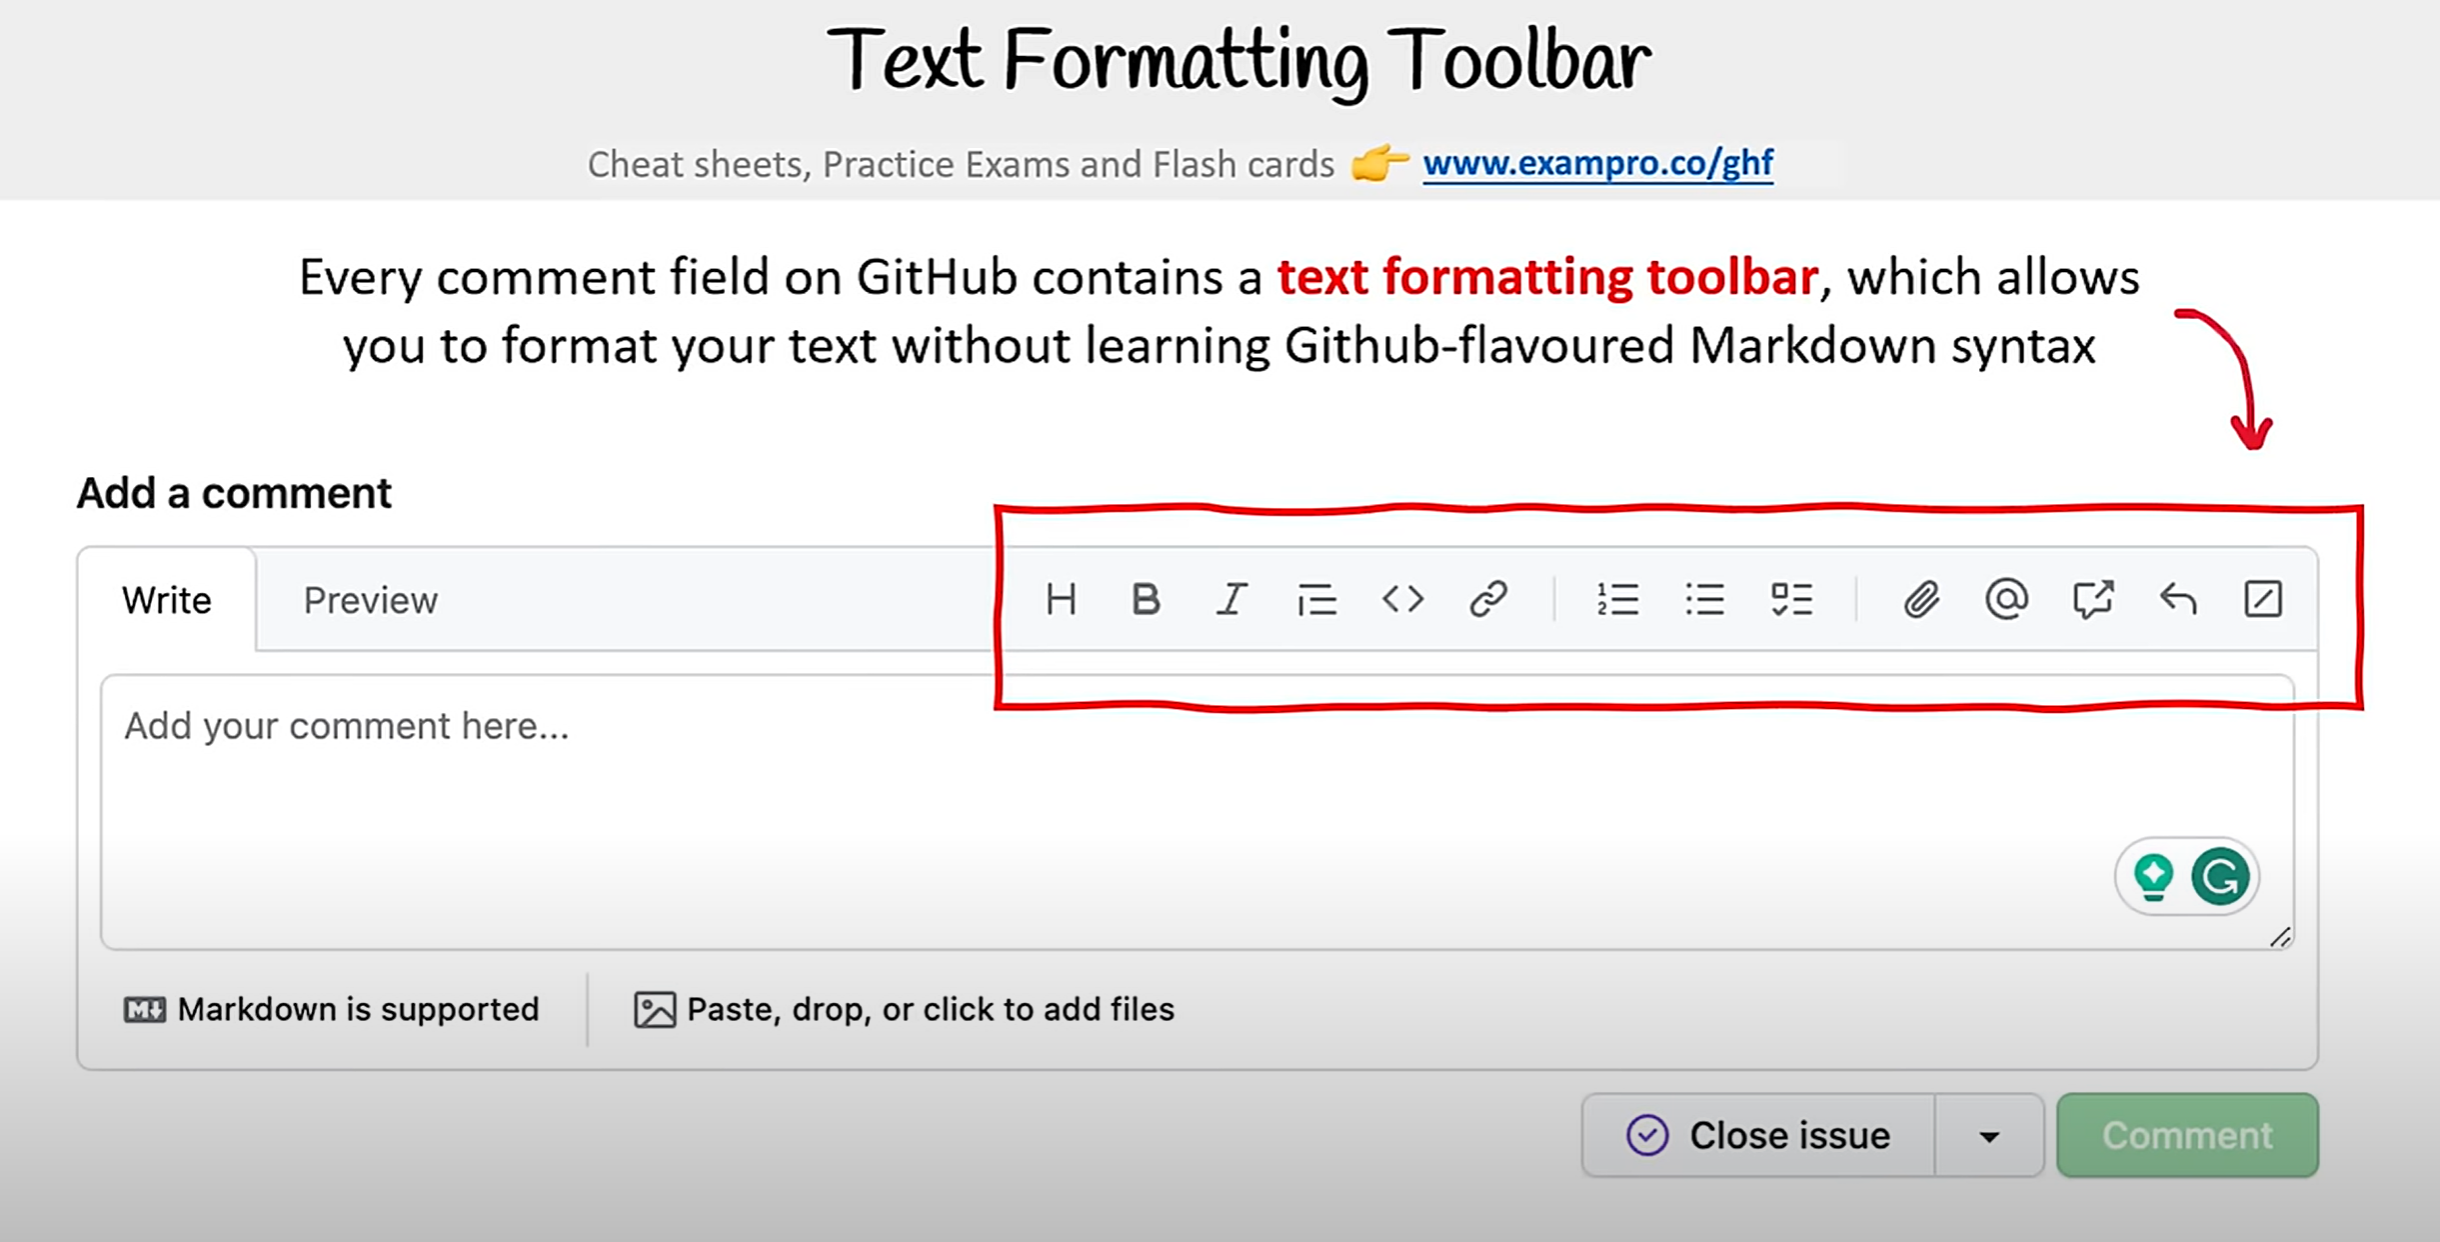 Text Formatting Toolbar
Cheat sheets, Practice Exams and Flash cards 👉 www.exampro.co/ghf
Every comment field on GitHub contains a text formatting toolbar, which allows
you to format your text without learning Github-flavoured Markdown syntax
Add a comment
Write Preview H B I
Add your comment here...
Markdown is supported Paste, drop, or click to add files
Close issue Comment